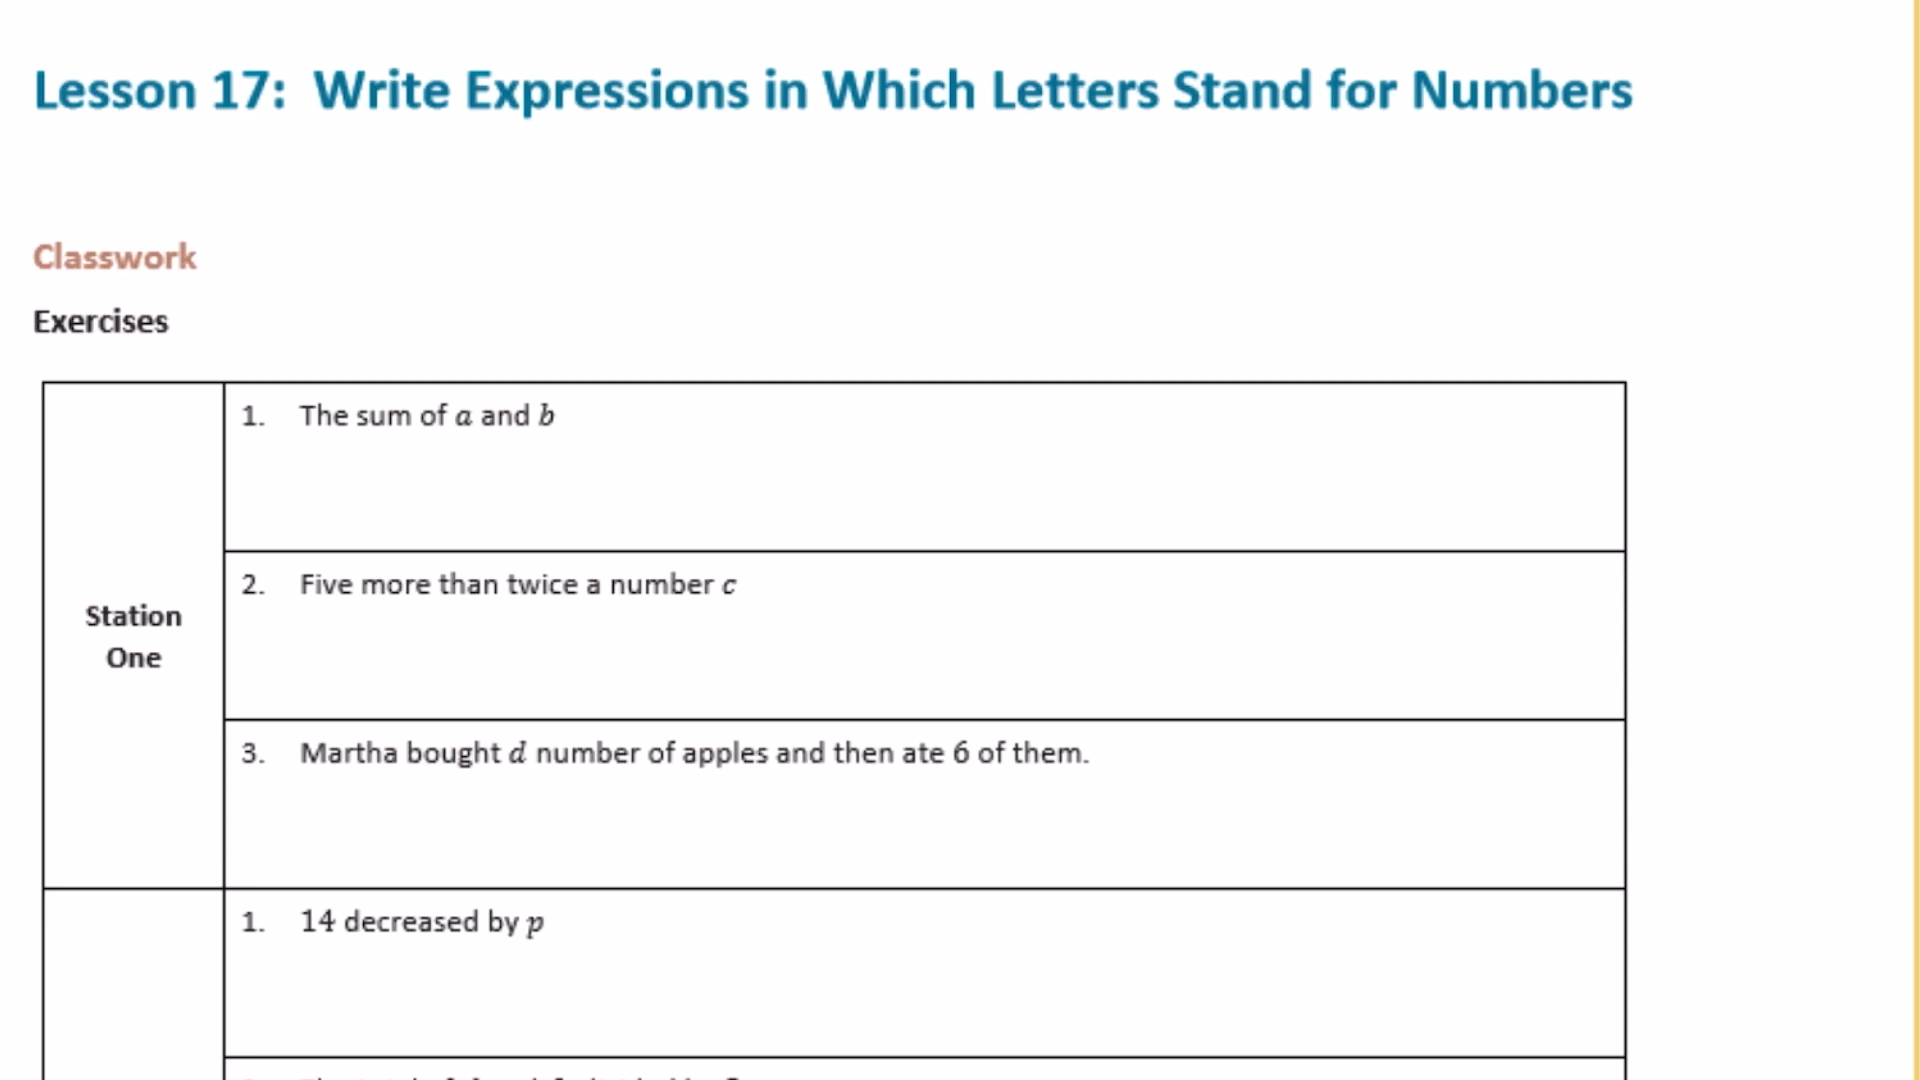 Lesson 17: Write Expressions in Which Letters Stand for Numbers
Classwork
Exercises
Station
One
1. The sum of a and b
2. Five more than twice a number c
3. Martha bought d number of apples and then ate 6 of them.
1. 14 decreased by p